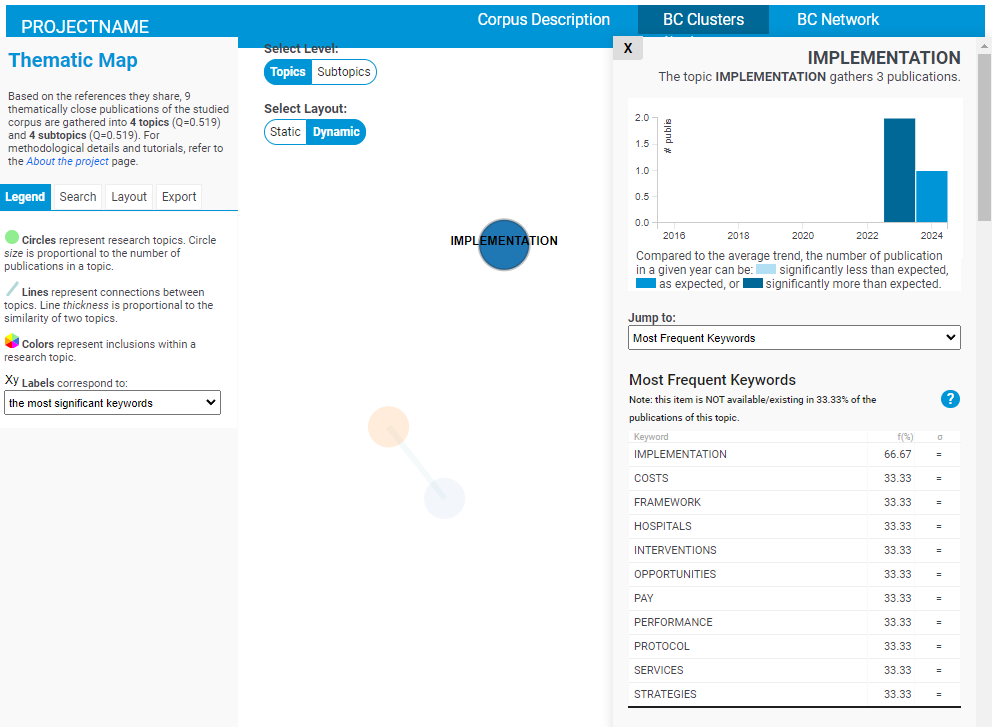 PROJECTNAME
Corpus Description
BC Clusters
BC Network
Thematic Map
Based on the references they share, 9
thematically close publications of the studied
corpus are gathered into 4 topics (Q=0.519)
and 4 subtopics (Q=0.519). For
methodological details and tutorials, refer to
the About the project page.
Legend
Search
Layout
Export
Circles represent research topics. Circle
size is proportional to the number of
publications in a topic.
Lines represent connections between
topics. Line thickness is proportional to the
similarity of two topics.
Colors represent inclusions within a
research topic.
Xy Labels correspond to:
the most significant keywords
Select Level:
Topics Subtopics
Select Layout:
Static Dynamic
IMPLEMENTATION
X
IMPLEMENTATION
The topic IMPLEMENTATION gathers 3 publications.
# publis
2.0
1.5
1.0
0.5
0.0
2016 2018 2020 2022 2024
Compared to the average trend, the number of publication
in a given year can be: significantly less than expected,
as expected, or significantly more than expected.
Jump to:
Most Frequent Keywords
Most Frequent Keywords
Note: this item is NOT available/existing in 33.33% of the
publications of this topic.
?
Keyword f(%) σ
IMPLEMENTATION 66.67 =
COSTS 33.33 =
FRAMEWORK 33.33 =
HOSPITALS 33.33 =
INTERVENTIONS 33.33 =
OPPORTUNITIES 33.33 =
PAY 33.33 =
PERFORMANCE 33.33 =
PROTOCOL 33.33 =
SERVICES 33.33 =
STRATEGIES 33.33 =